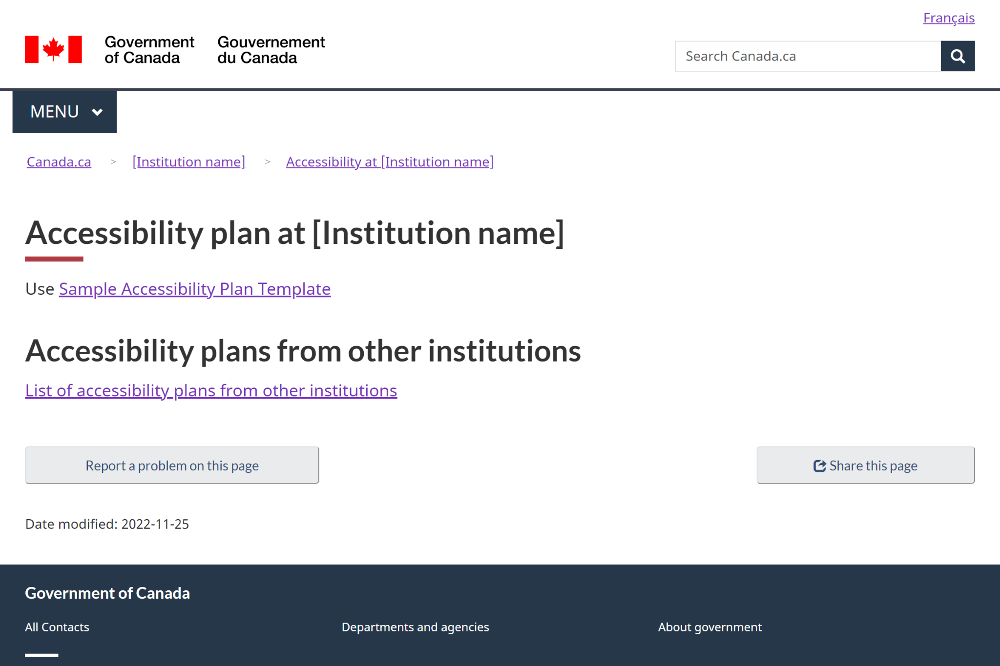 Français
Government
of Canada
Gouvernement
du Canada
Search Canada.ca
MENU
Canada.ca > [Institution name] > Accessibility at [Institution name]
Accessibility plan at [Institution name]
Use Sample Accessibility Plan Template
Accessibility plans from other institutions
List of accessibility plans from other institutions
Report a problem on this page
Share this page
Date modified: 2022-11-25
Government of Canada
All Contacts
Departments and agencies
About government